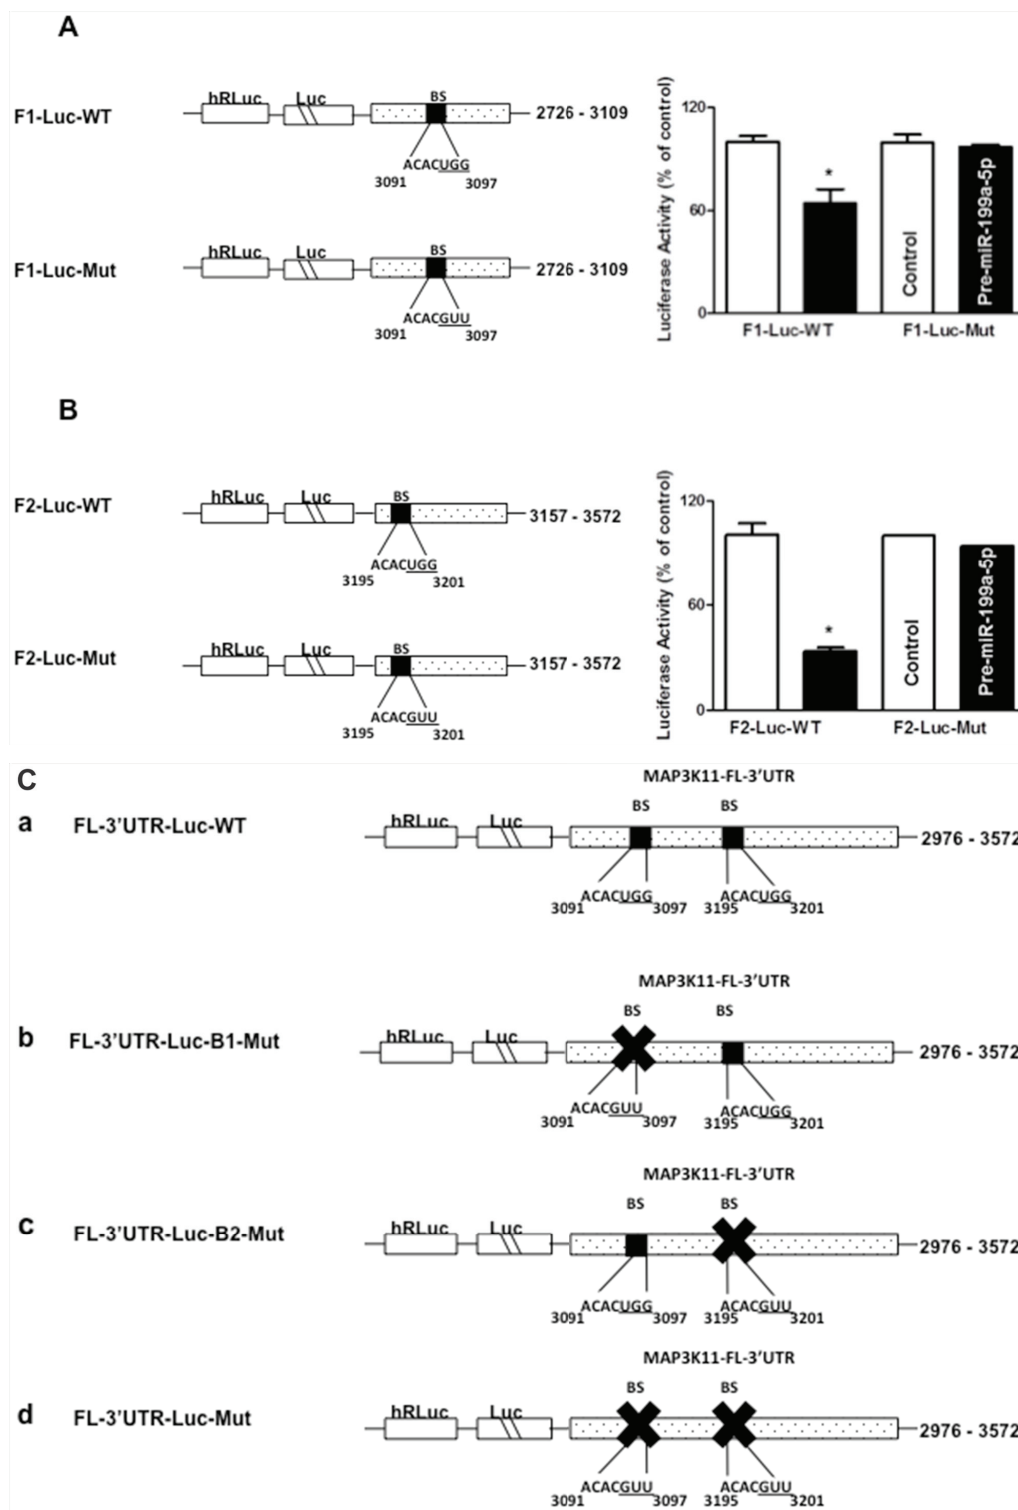 A
F1-Luc-WT
hRLuc Luc BS
2726 - 3109
ACACUGG
3091 3097
F1-Luc-Mut
hRLuc Luc BS
2726 - 3109
ACACGUU
3091 3097
Luciferase Activity (% of control)
120
60
0
*
Control
Pre-miR-199a-5p
F1-Luc-WT F1-Luc-Mut
B
F2-Luc-WT
hRLuc Luc BS
3157 - 3572
ACACUGG
3195 3201
F2-Luc-Mut
hRLuc Luc BS
3157 - 3572
ACACGUU
3195 3201
Luciferase Activity (% of control)
120
60
0
*
Control
Pre-miR-199a-5p
F2-Luc-WT F2-Luc-Mut
C
MAP3K11-FL-3'UTR
a FL-3'UTR-Luc-WT
BS BS
hRLuc Luc
2976 - 3572
ACACUGG ACACUGG
3091 3097 3195 3201
MAP3K11-FL-3'UTR
b FL-3'UTR-Luc-B1-Mut
BS BS
hRLuc Luc
2976 - 3572
ACACGUU ACACUGG
3091 3097 3195 3201
MAP3K11-FL-3'UTR
c FL-3'UTR-Luc-B2-Mut
BS BS
hRLuc Luc
2976 - 3572
ACACUGG ACACGUU
3091 3097 3195 3201
MAP3K11-FL-3'UTR
d FL-3'UTR-Luc-Mut
BS BS
hRLuc Luc
2976 - 3572
ACACGUU ACACGUU
3091 3097 3195 3201